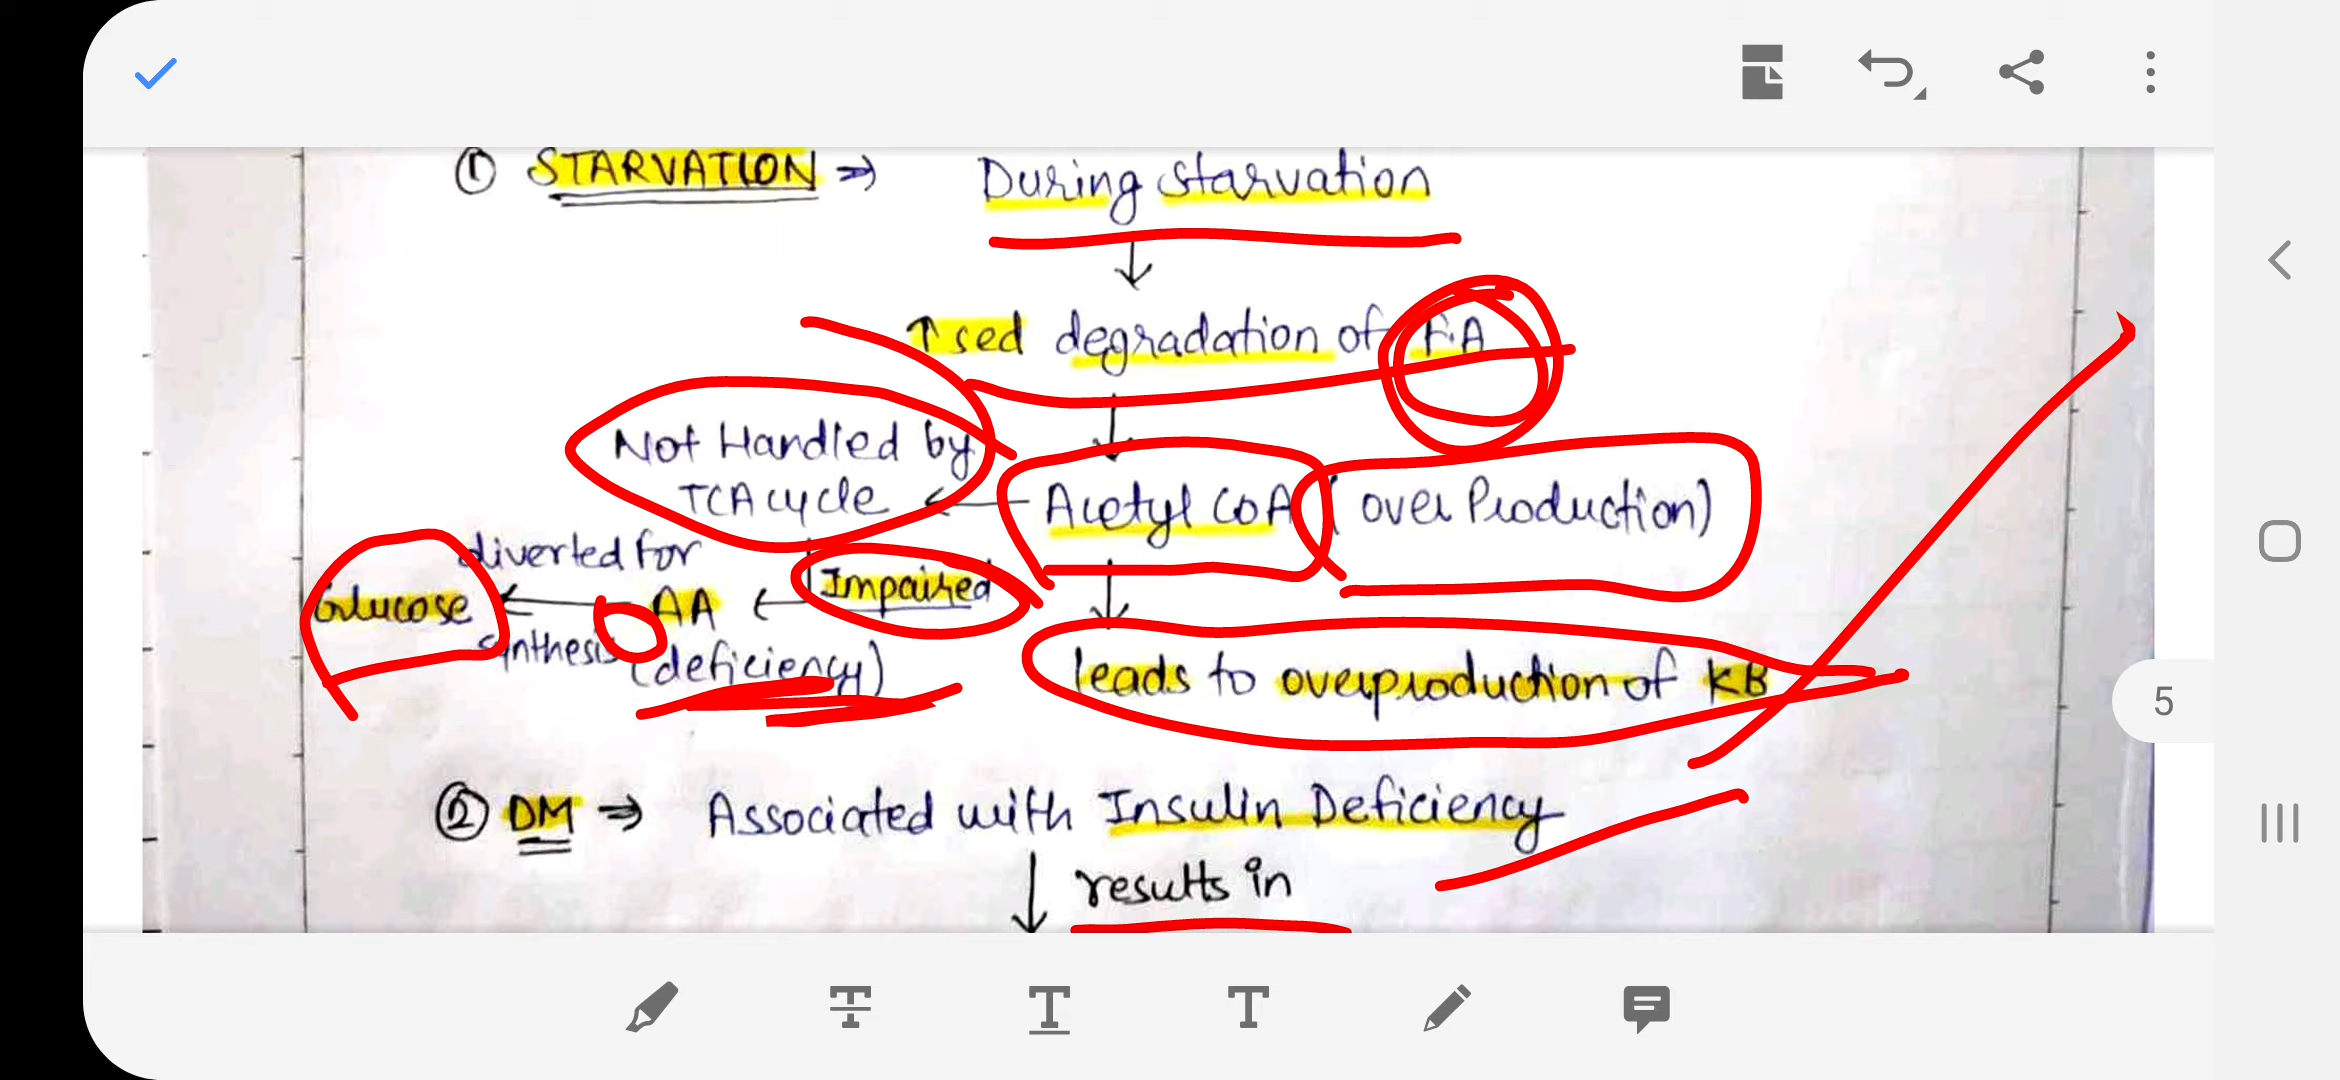 ① STARVATION ⇒ During starvation
↓
↑sed degradation of F.A
↓
Not Handled by
TCA cycle ← Acetyl CoA (over Production)
diverted for
Impaired
Glucose ← AA ←
synthesis (deficiency)
↓
leads to overproduction of KB
② DM ⇒ Associated with Insulin Deficiency
↓ results in
5